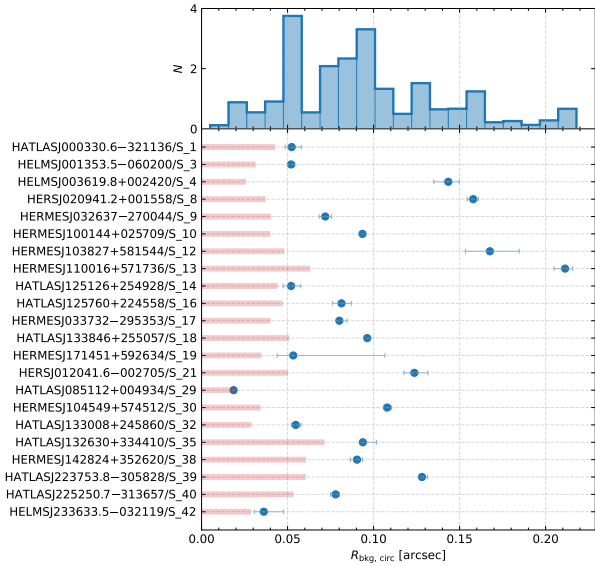 4
2
0
N
HATLASJ000330.6−321136/S_1
HELMSJ001353.5−060200/S_3
HELMSJ003619.8+002420/S_4
HERSJ020941.2+001558/S_8
HERMESJ032637−270044/S_9
HERMESJ100144+025709/S_10
HERMESJ103827+581544/S_12
HERMESJ110016+571736/S_13
HATLASJ125126+254928/S_14
HATLASJ125760+224558/S_16
HERMESJ033732−295353/S_17
HATLASJ133846+255057/S_18
HERMESJ171451+592634/S_19
HERSJ012041.6−002705/S_21
HATLASJ085112+004934/S_29
HERMESJ104549+574512/S_30
HATLASJ133008+245860/S_32
HATLASJ132630+334410/S_35
HERMESJ142824+352620/S_38
HATLASJ223753.8−305828/S_39
HATLASJ225250.7−313657/S_40
HELMSJ233633.5−032119/S_42
0.00 0.05 0.10 0.15 0.20
R_bkg, circ [arcsec]